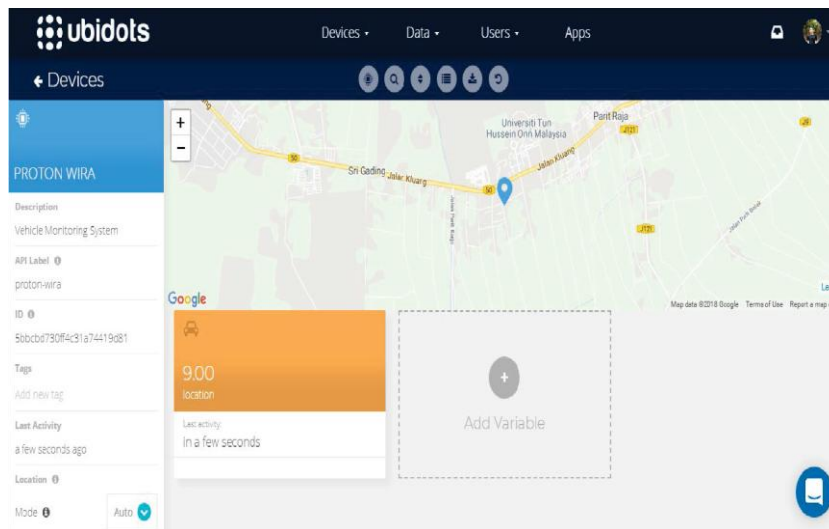 ubidots
Devices
Data
Users
Apps
Devices
PROTON WIRA
Description
Vehicle Monitoring System
API Label
proton-wira
ID
Tags
Add new tag
Last Activity
a few seconds ago
Location
Mode
Auto
+
−
50
Sri Gading
Jalan Kluang
Universiti Tun
Hussein Onn Malaysia
Parit Raja
50
Jalan Kluang
Google
Map data ©2018 Google
Terms of Use
Report a map
9.00
location
Last activity:
in a few seconds
+
Add Variable